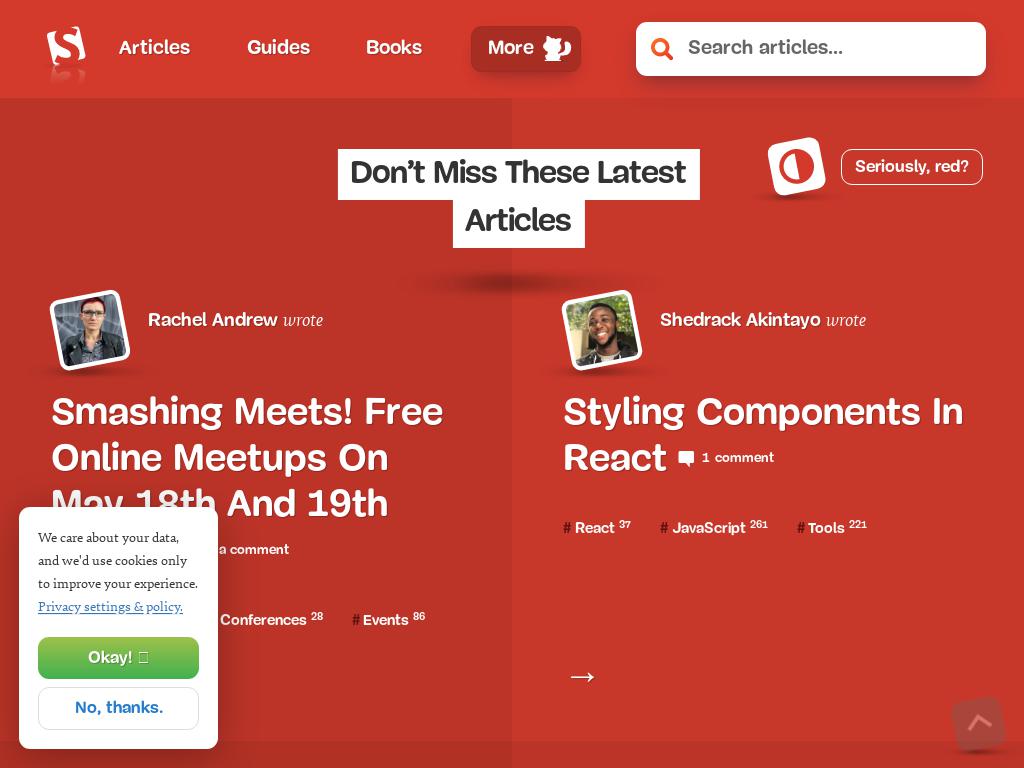 Articles
Guides
Books
More
Search articles...
Don't Miss These Latest
Articles
Seriously, red?
Rachel Andrew wrote
Smashing Meets! Free
Online Meetups On
May 18th And 19th
a comment
Conferences 28
#Events 86
Shedrack Akintayo wrote
Styling Components In
React 1 comment
# React 37
# JavaScript 261
# Tools 221
→
We care about your data,
and we'd use cookies only
to improve your experience.
Privacy settings & policy.
Okay!
No, thanks.